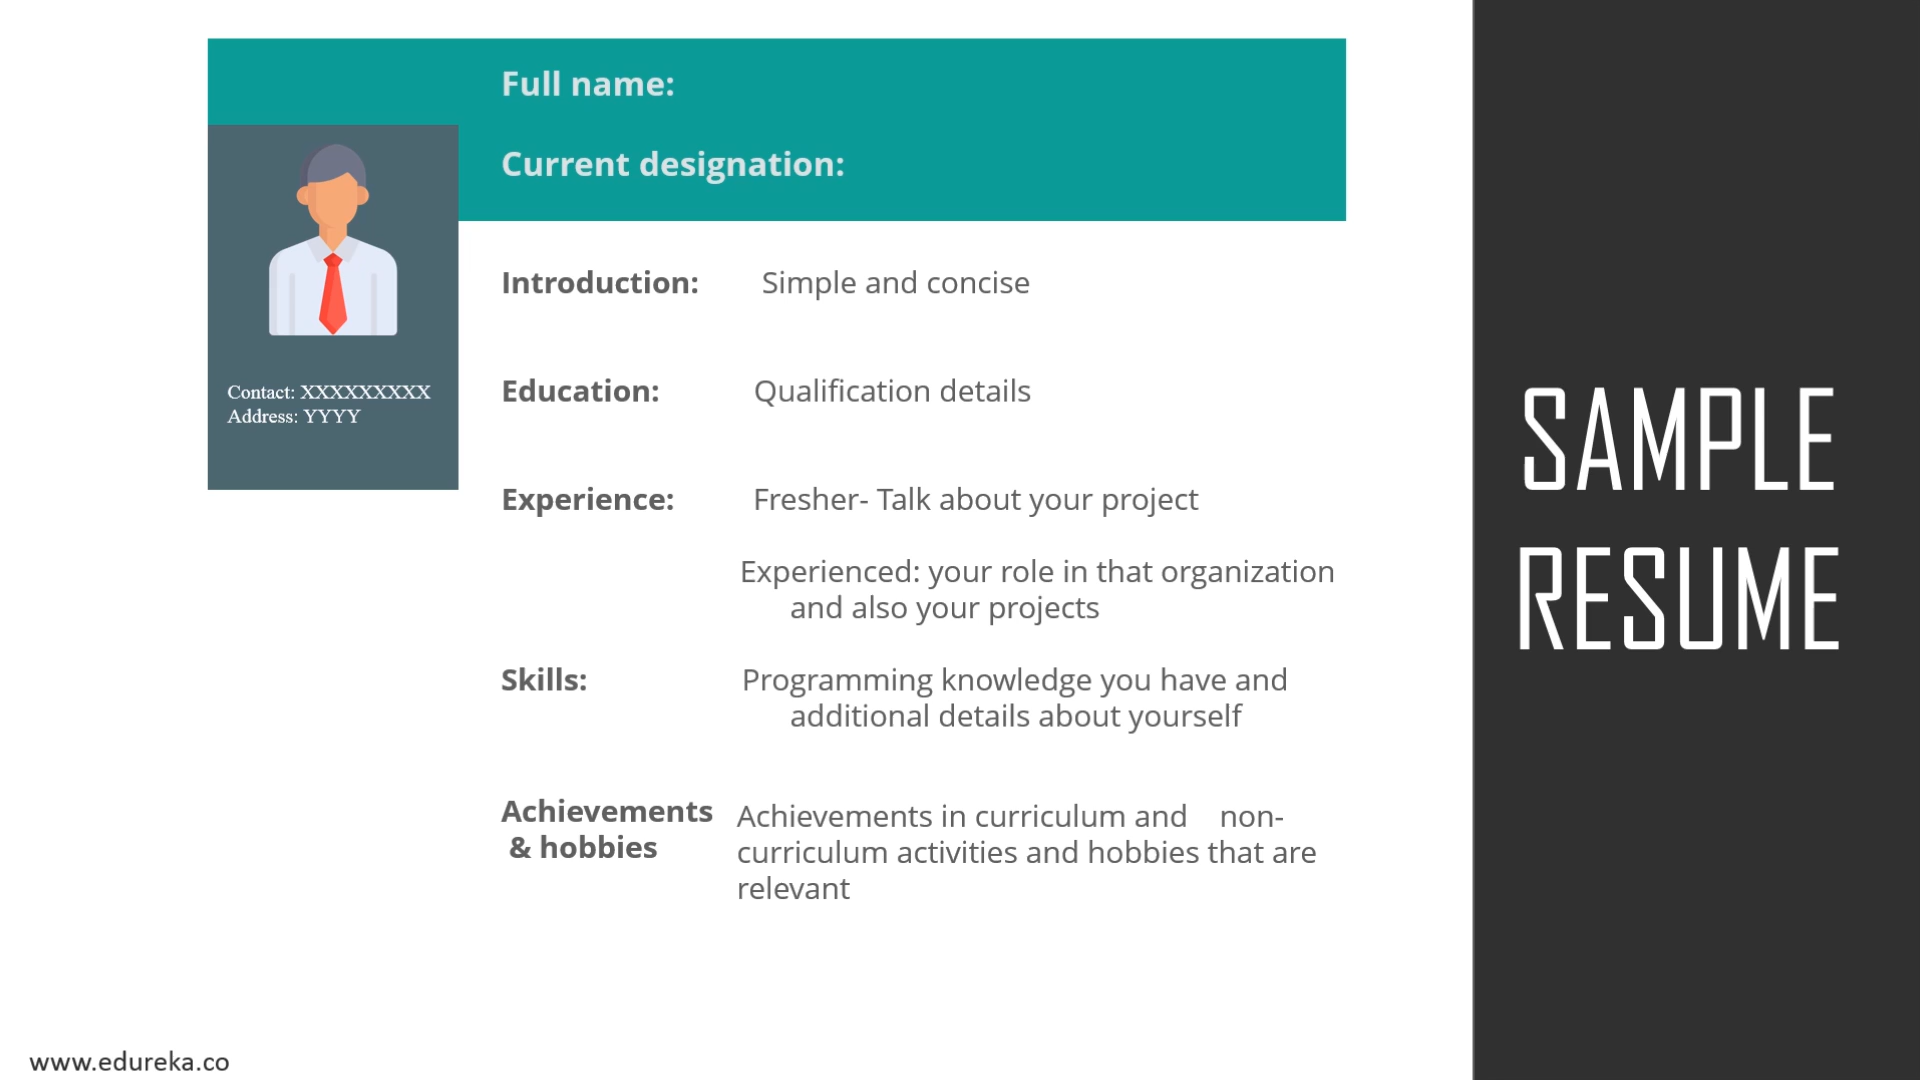 Full name:
Current designation:
Contact: XXXXXXXXX
Address: YYYY
Introduction: Simple and concise
Education: Qualification details
Experience: Fresher- Talk about your project
Experienced: your role in that organization
and also your projects
Skills: Programming knowledge you have and
additional details about yourself
Achievements
& hobbies
Achievements in curriculum and non-
curriculum activities and hobbies that are
relevant
SAMPLE
RESUME
www.edureka.co